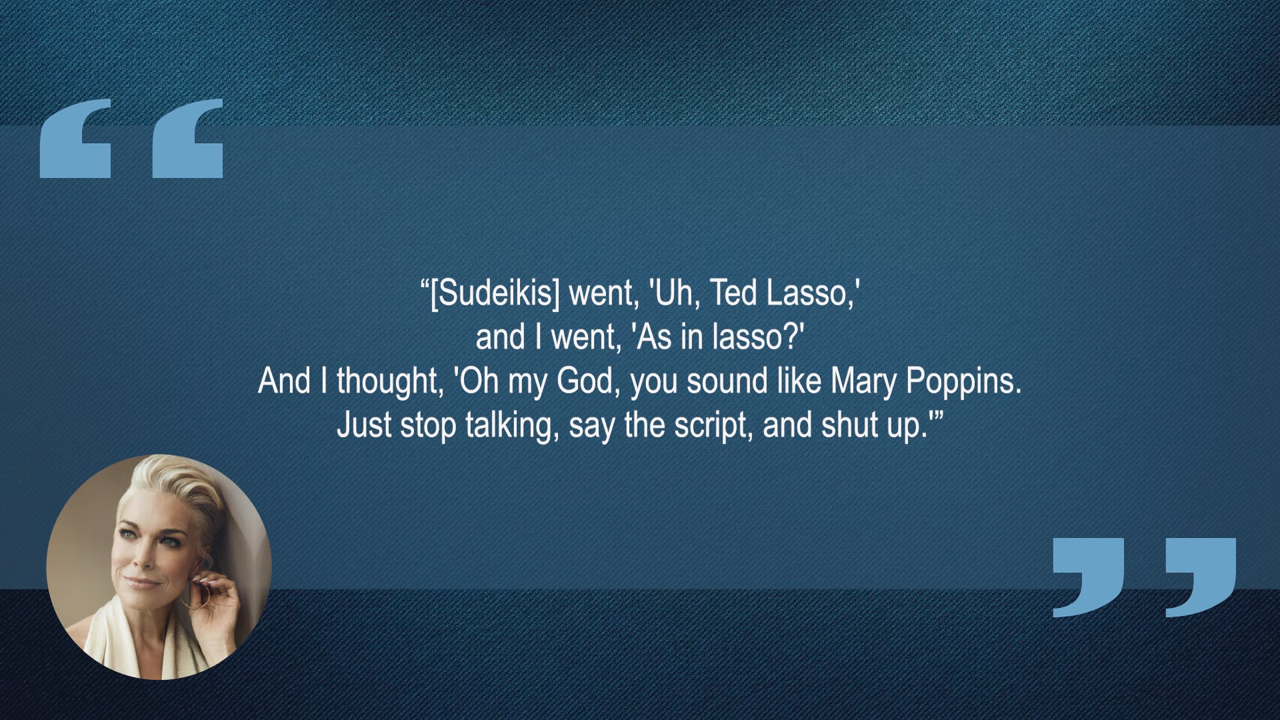 “[Sudeikis] went, 'Uh, Ted Lasso,'
and I went, 'As in lasso?'
And I thought, 'Oh my God, you sound like Mary Poppins.
Just stop talking, say the script, and shut up.'”